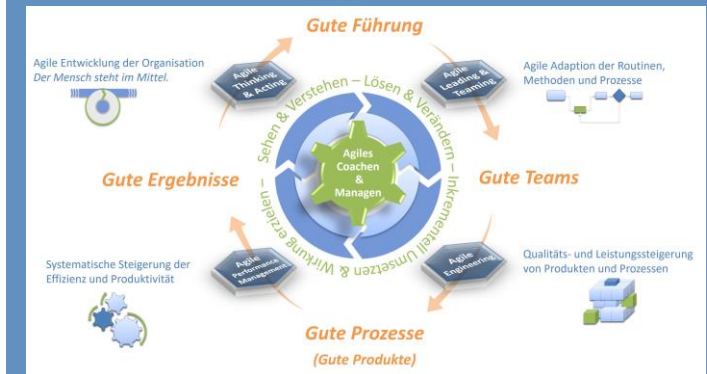 Gute Führung
Agile Entwicklung der Organisation
Der Mensch steht im Mittel.
Agile
Thinking
& Acting
Agile
Leading &
Teaming
Agile Adaption der Routinen,
Methoden und Prozesse
Sehen & Verstehen – Lösen & Verändern – Inkrementell Umsetzen & Wirkung erzielen –
Agiles
Coachen
&
Managen
Gute Ergebnisse
Gute Teams
Systematische Steigerung der
Effizienz und Produktivität
Agile
Performance
Management
Agile
Engineering
Qualitäts- und Leistungssteigerung
von Produkten und Prozessen
Gute Prozesse
(Gute Produkte)